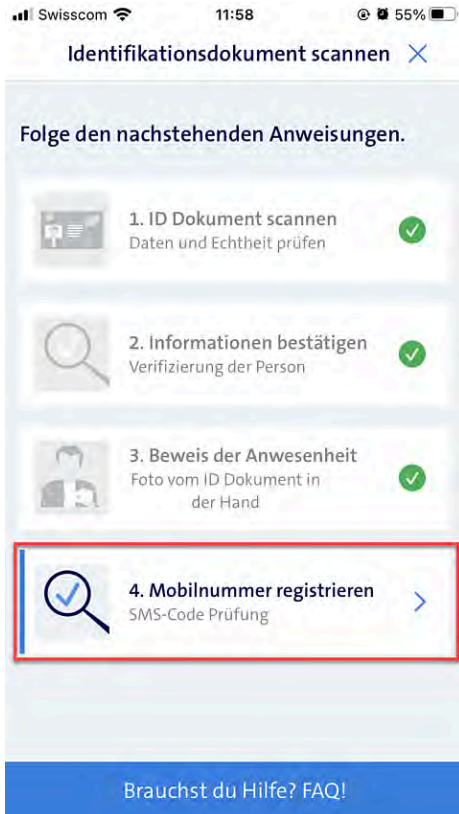 Swisscom 11:58 55%
Identifikationsdokument scannen
Folge den nachstehenden Anweisungen.
1. ID Dokument scannen
Daten und Echtheit prüfen
2. Informationen bestätigen
Verifizierung der Person
3. Beweis der Anwesenheit
Foto vom ID Dokument in
der Hand
4. Mobilnummer registrieren
SMS-Code Prüfung
Brauchst du Hilfe? FAQ!